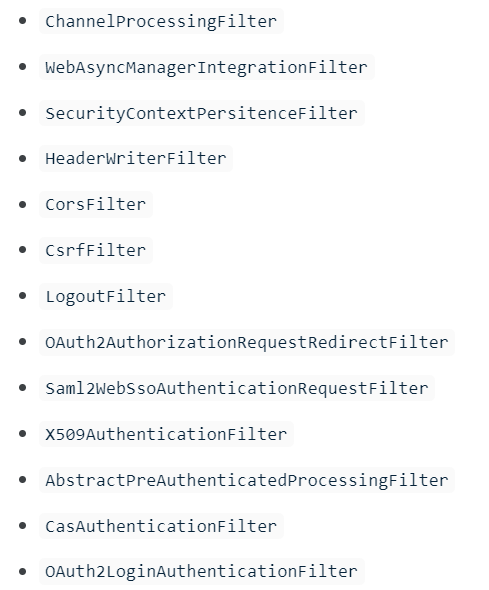 ChannelProcessingFilter
WebAsyncManagerIntegrationFilter
SecurityContextPersitenceFilter
HeaderWriterFilter
CorsFilter
CsrfFilter
LogoutFilter
OAuth2AuthorizationRequestRedirectFilter
Saml2WebSsoAuthenticationRequestFilter
X509AuthenticationFilter
AbstractPreAuthenticatedProcessingFilter
CasAuthenticationFilter
OAuth2LoginAuthenticationFilter